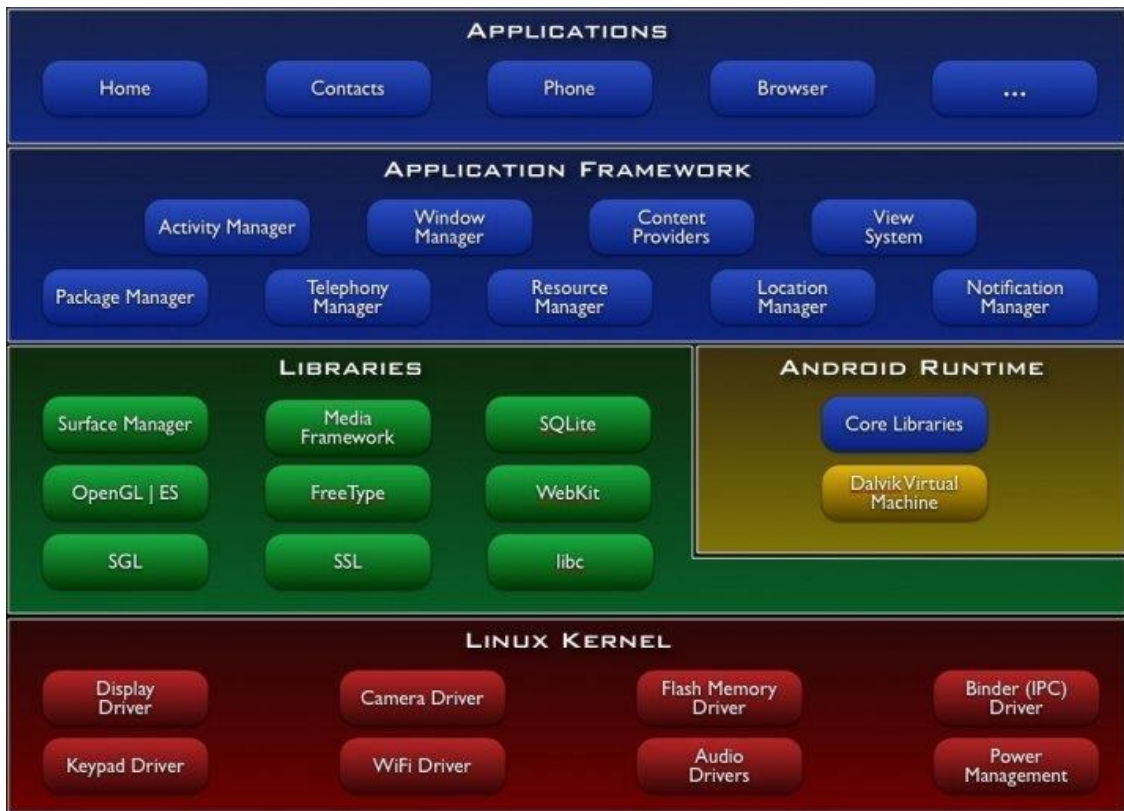 APPLICATIONS
Home
Contacts
Phone
Browser
...
APPLICATION FRAMEWORK
Activity Manager
Window
Manager
Content
Providers
View
System
Package Manager
Telephony
Manager
Resource
Manager
Location
Manager
Notification
Manager
LIBRARIES
Surface Manager
Media
Framework
SQLite
OpenGL | ES
FreeType
WebKit
SGL
SSL
libc
ANDROID RUNTIME
Core Libraries
Dalvik Virtual
Machine
LINUX KERNEL
Display
Driver
Camera Driver
Flash Memory
Driver
Binder (IPC)
Driver
Keypad Driver
WiFi Driver
Audio
Drivers
Power
Management